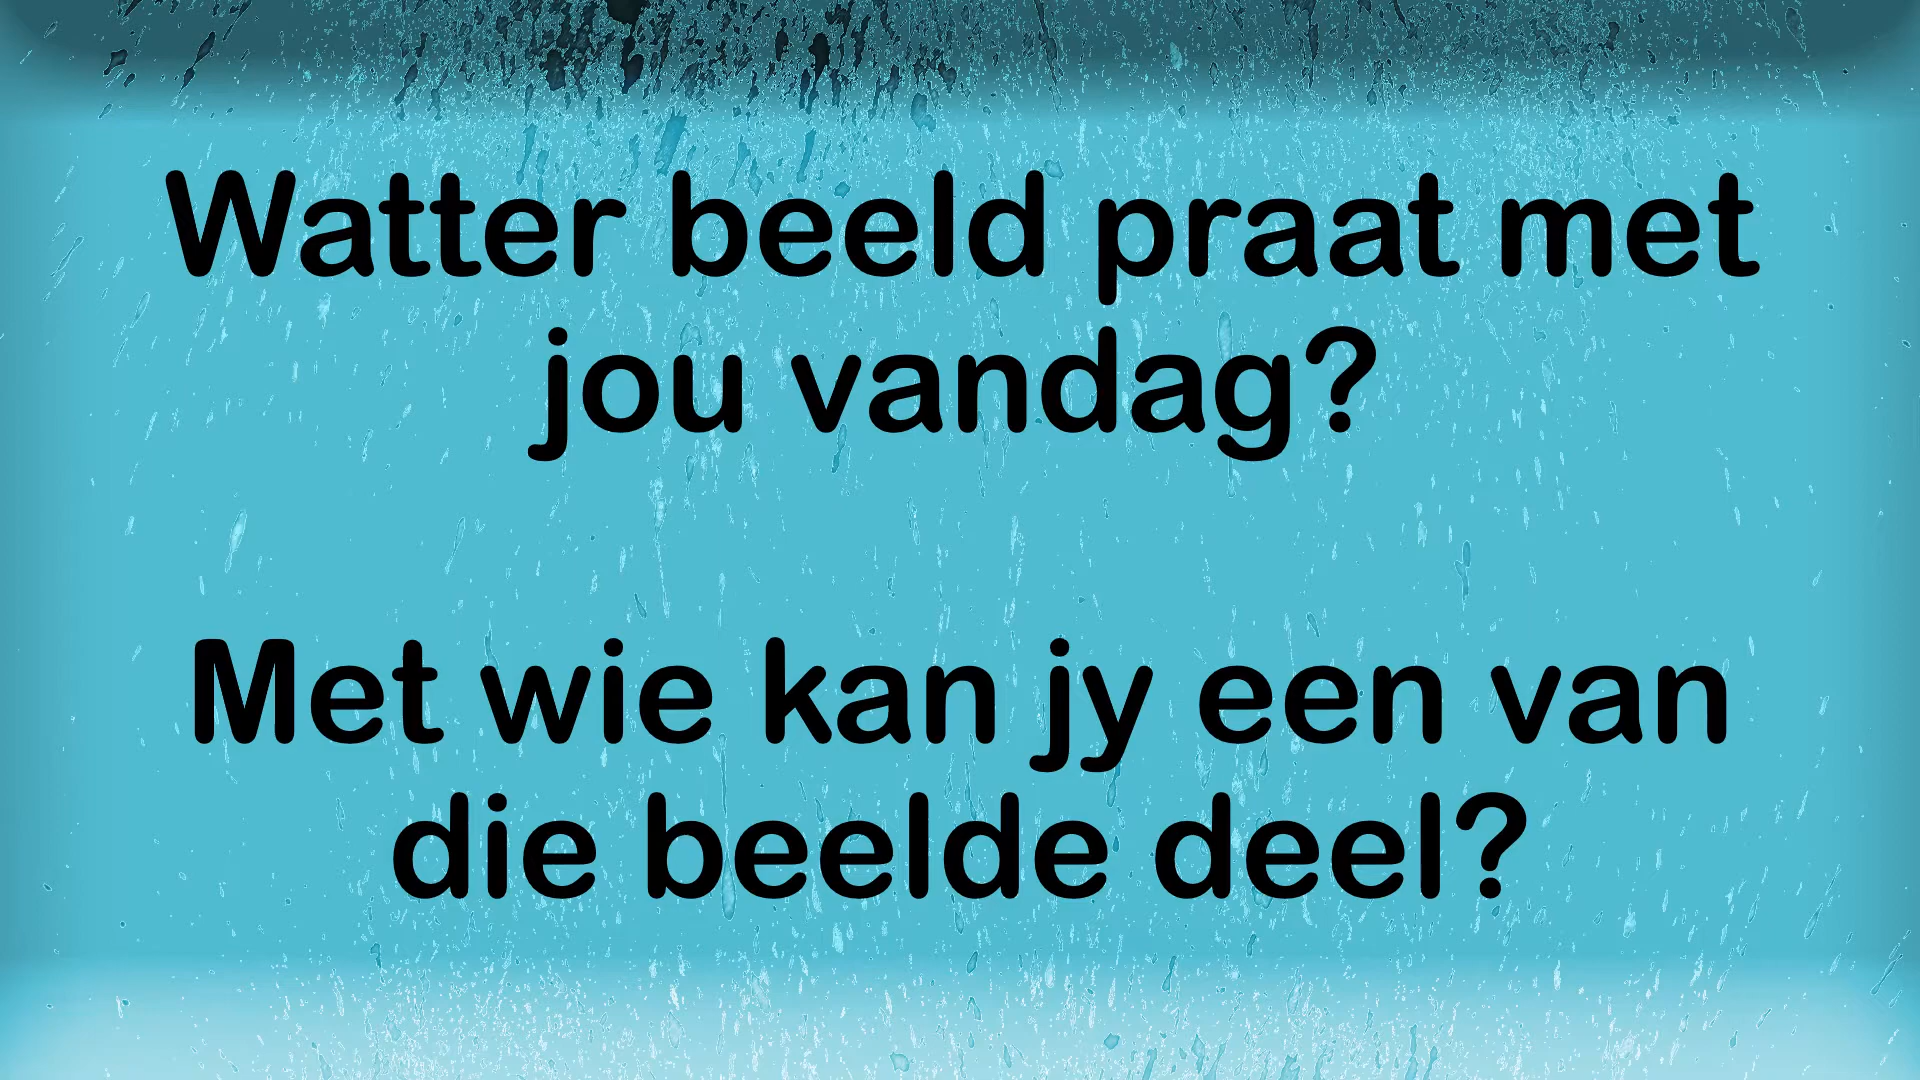 Watter beeld praat met
jou vandag?
Met wie kan jy een van
die beelde deel?